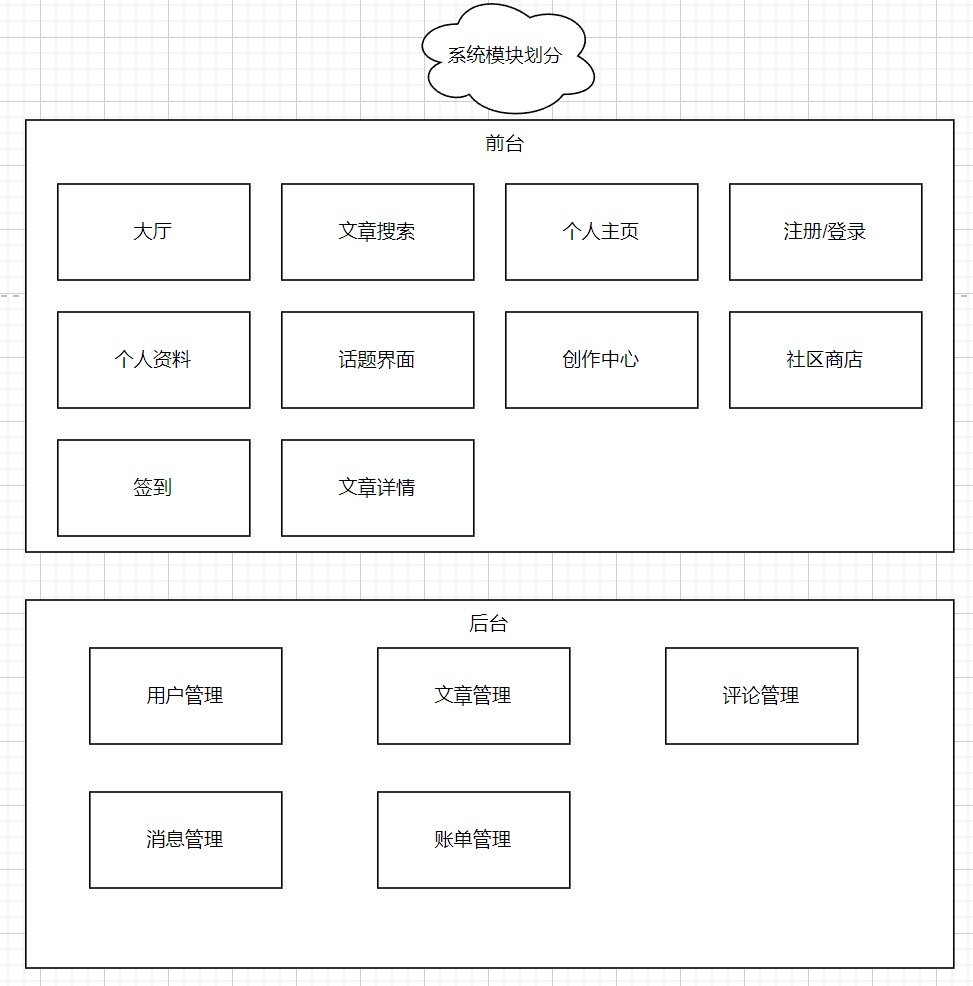 系统模块划分
前台
大厅
文章搜索
个人主页
注册/登录
个人资料
话题界面
创作中心
社区商店
签到
文章详情
后台
用户管理
文章管理
评论管理
消息管理
账单管理